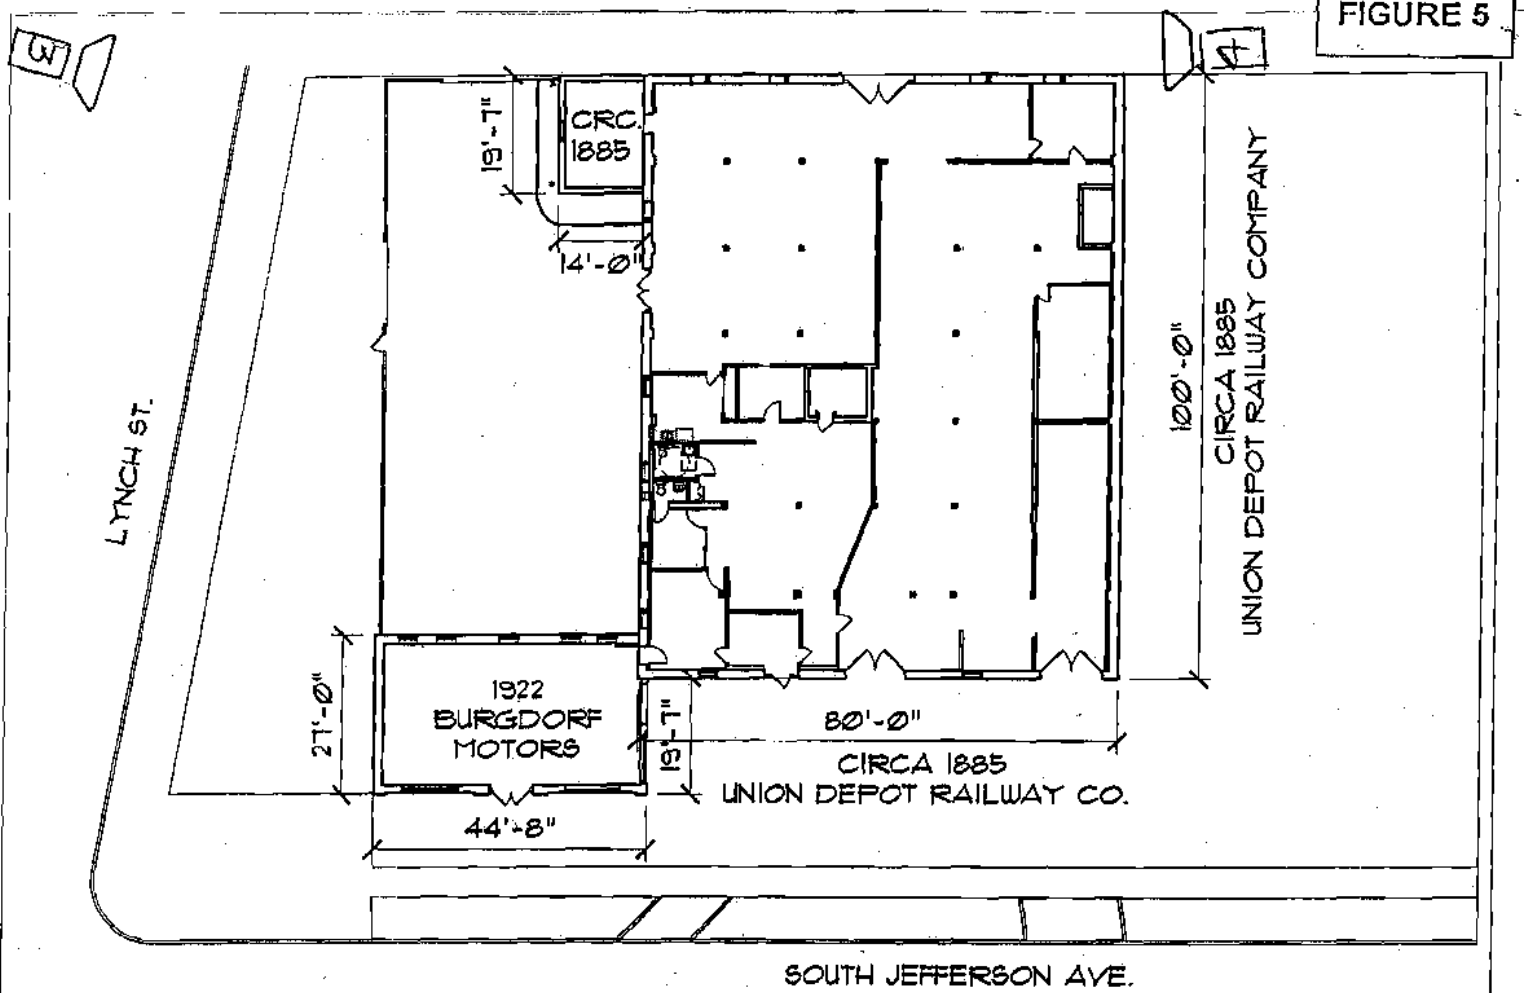 FIGURE 5
3
4
CRC.
1885
19'-7"
14'-0"
100'-0"
CIRCA 1885
UNION DEPOT RAILWAY COMPANY
LYNCH ST.
1922
BURGDORF
MOTORS
27'-0"
19'-7"
80'-0"
CIRCA 1885
UNION DEPOT RAILWAY CO.
44'-8"
SOUTH JEFFERSON AVE.